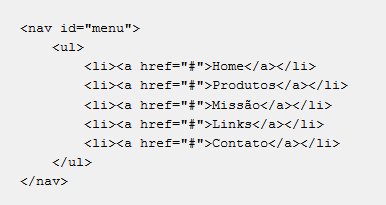 <nav id="menu">
    <ul>
        <li><a href="#">Home</a></li>
        <li><a href="#">Produtos</a></li>
        <li><a href="#">Missão</a></li>
        <li><a href="#">Links</a></li>
        <li><a href="#">Contato</a></li>
    </ul>
</nav>